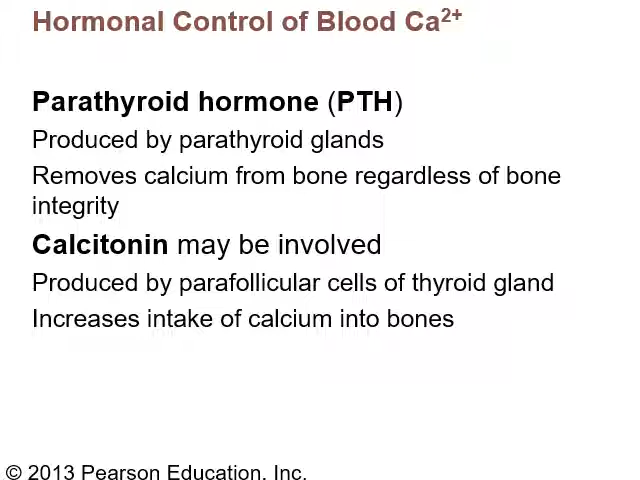 Hormonal Control of Blood Ca²⁺
Parathyroid hormone (PTH)
Produced by parathyroid glands
Removes calcium from bone regardless of bone
integrity
Calcitonin may be involved
Produced by parafollicular cells of thyroid gland
Increases intake of calcium into bones
© 2013 Pearson Education, Inc.